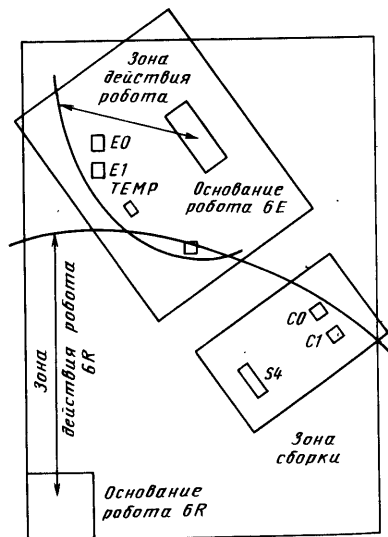 Зона
действия
робота
E0
E1
TEMP
Основание
робота 6E
Зона
действия робота
6R
C0
C1
S4
Зона
сборки
Основание
робота 6R